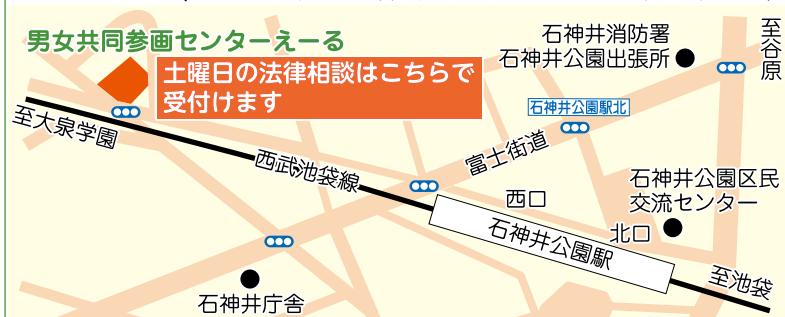 男女共同参画センターえーる
土曜日の法律相談はこちらで
受付けます
石神井消防署
石神井公園出張所
至谷原
石神井公園駅北
至大泉学園
西武池袋線
富士街道
石神井公園区民
交流センター
西口
北口
石神井公園駅
至池袋
石神井庁舎